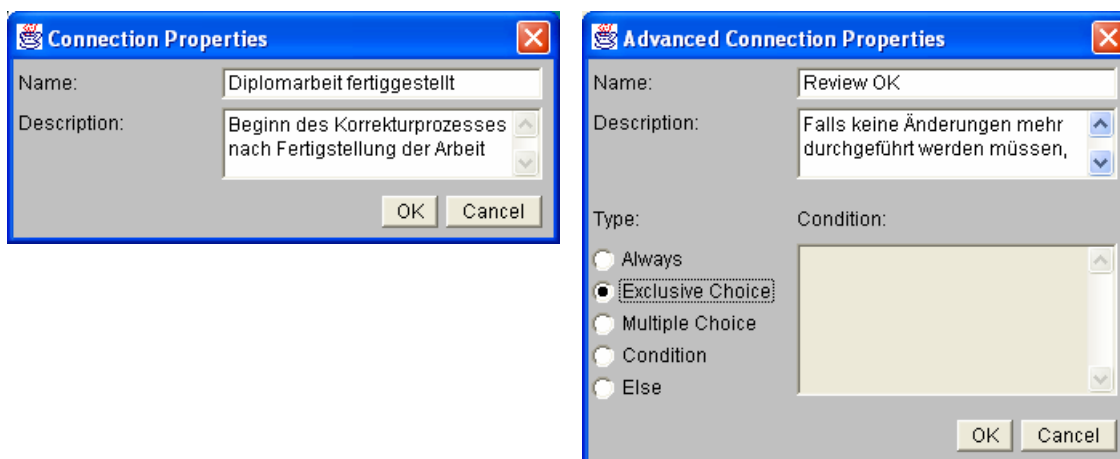 Connection Properties
Name: Diplomarbeit fertiggestellt
Description: Beginn des Korrekturprozesses
nach Fertigstellung der Arbeit
OK Cancel
Advanced Connection Properties
Name: Review OK
Description: Falls keine Änderungen mehr
durchgeführt werden müssen,
Type: Condition:
Always
Exclusive Choice
Multiple Choice
Condition
Else
OK Cancel